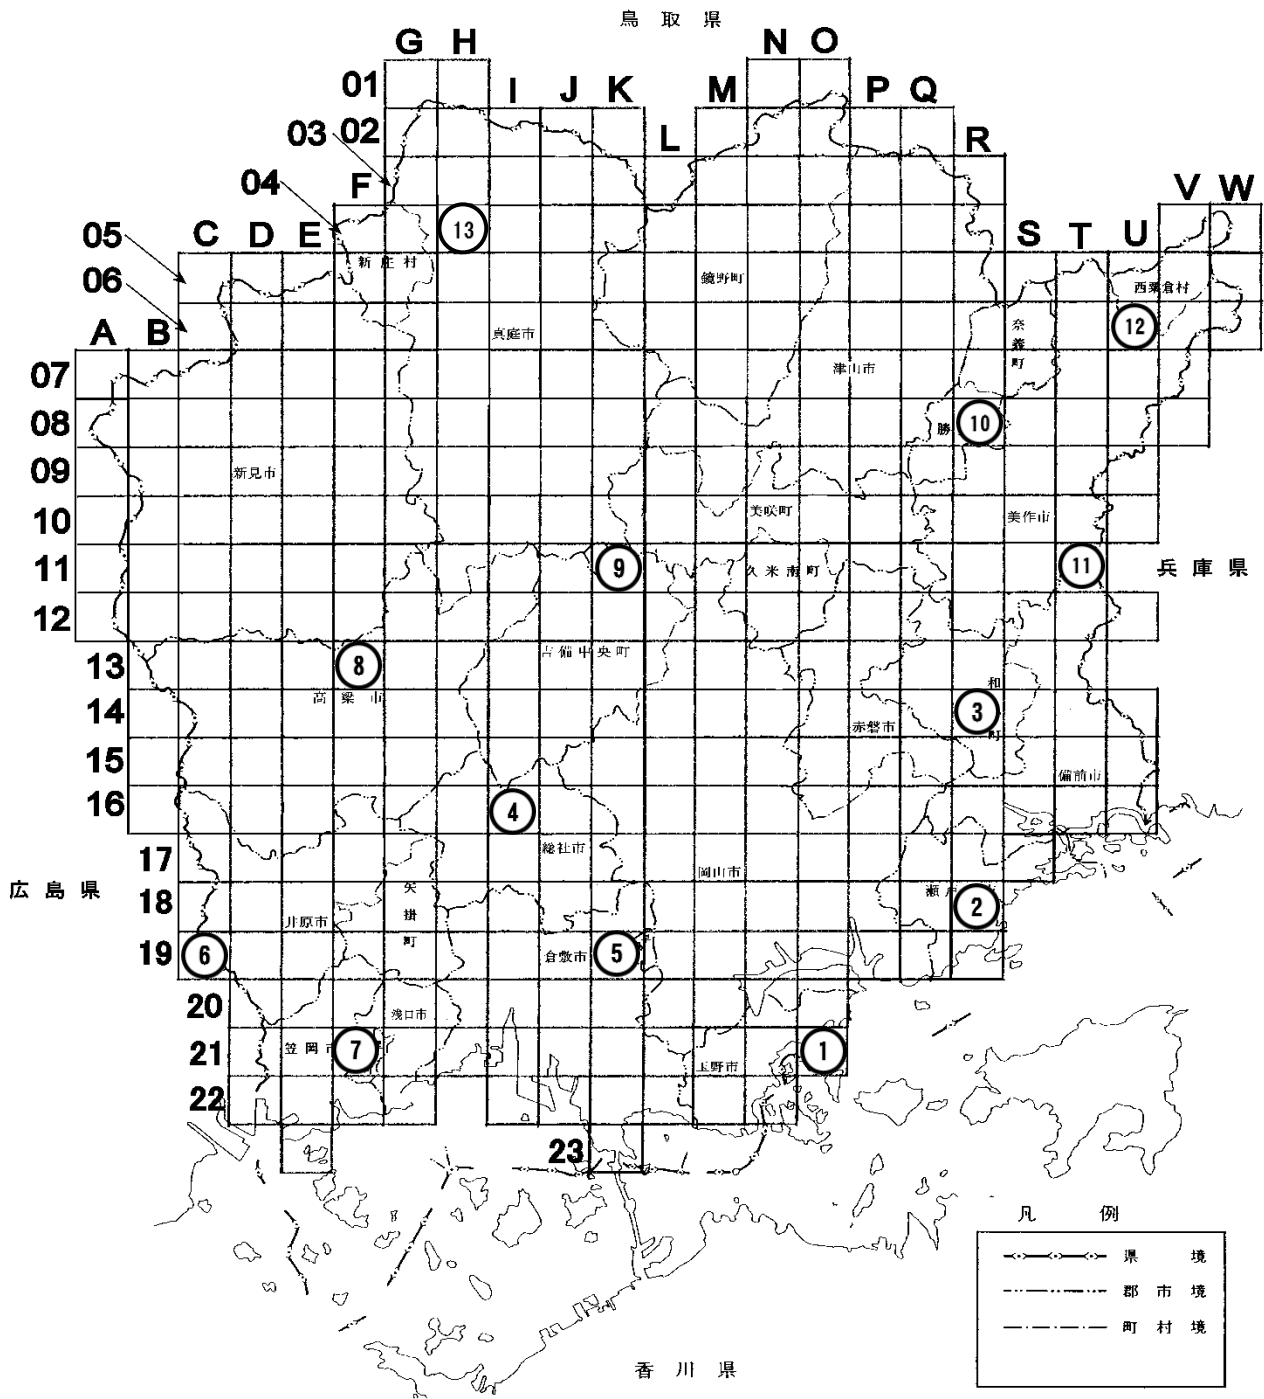 鳥取県
G H N O
01 I J K M P Q
03 02 L R
04 F V W
05 C D E 13 S T U
新庄村
06 鏡野町 西粟倉村
A B 真庭市 奈義町 12
07 津山市
08 勝 10
09 新見市
10 美咲町 美作市
11 9 久米南町 11 兵庫県
12
13 8 吉備中央町
高梁市 和 町
14 3
赤磐市
15 備前市
16 4
17 総社市 岡山市
広島県
18 井原市 矢掛町 瀬戸 2
19 6 倉敷市 5
20 浅口市
21 笠岡市 7 玉野市 1
22
23
凡例
県境
郡市境
町村境
香川県